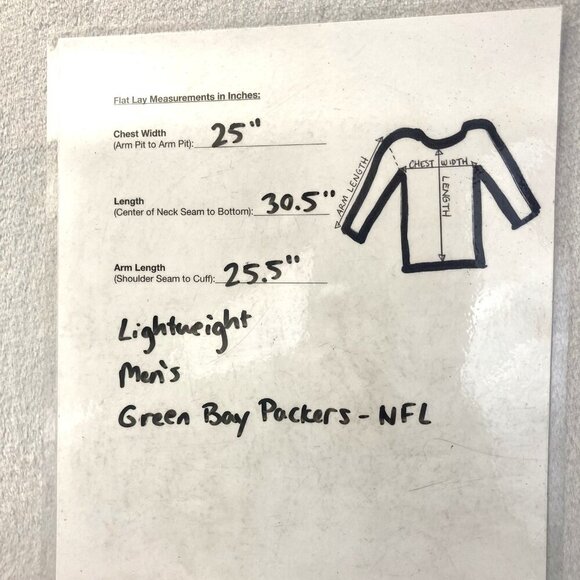 Flat Lay Measurements in Inches:
Chest Width
(Arm Pit to Arm Pit): 25"
Length
(Center of Neck Seam to Bottom): 30.5"
Arm Length
(Shoulder Seam to Cuff): 25.5"
ARM LENGTH
CHEST WIDTH
LENGTH
Lightweight
Men's
Green Bay Packers - NFL